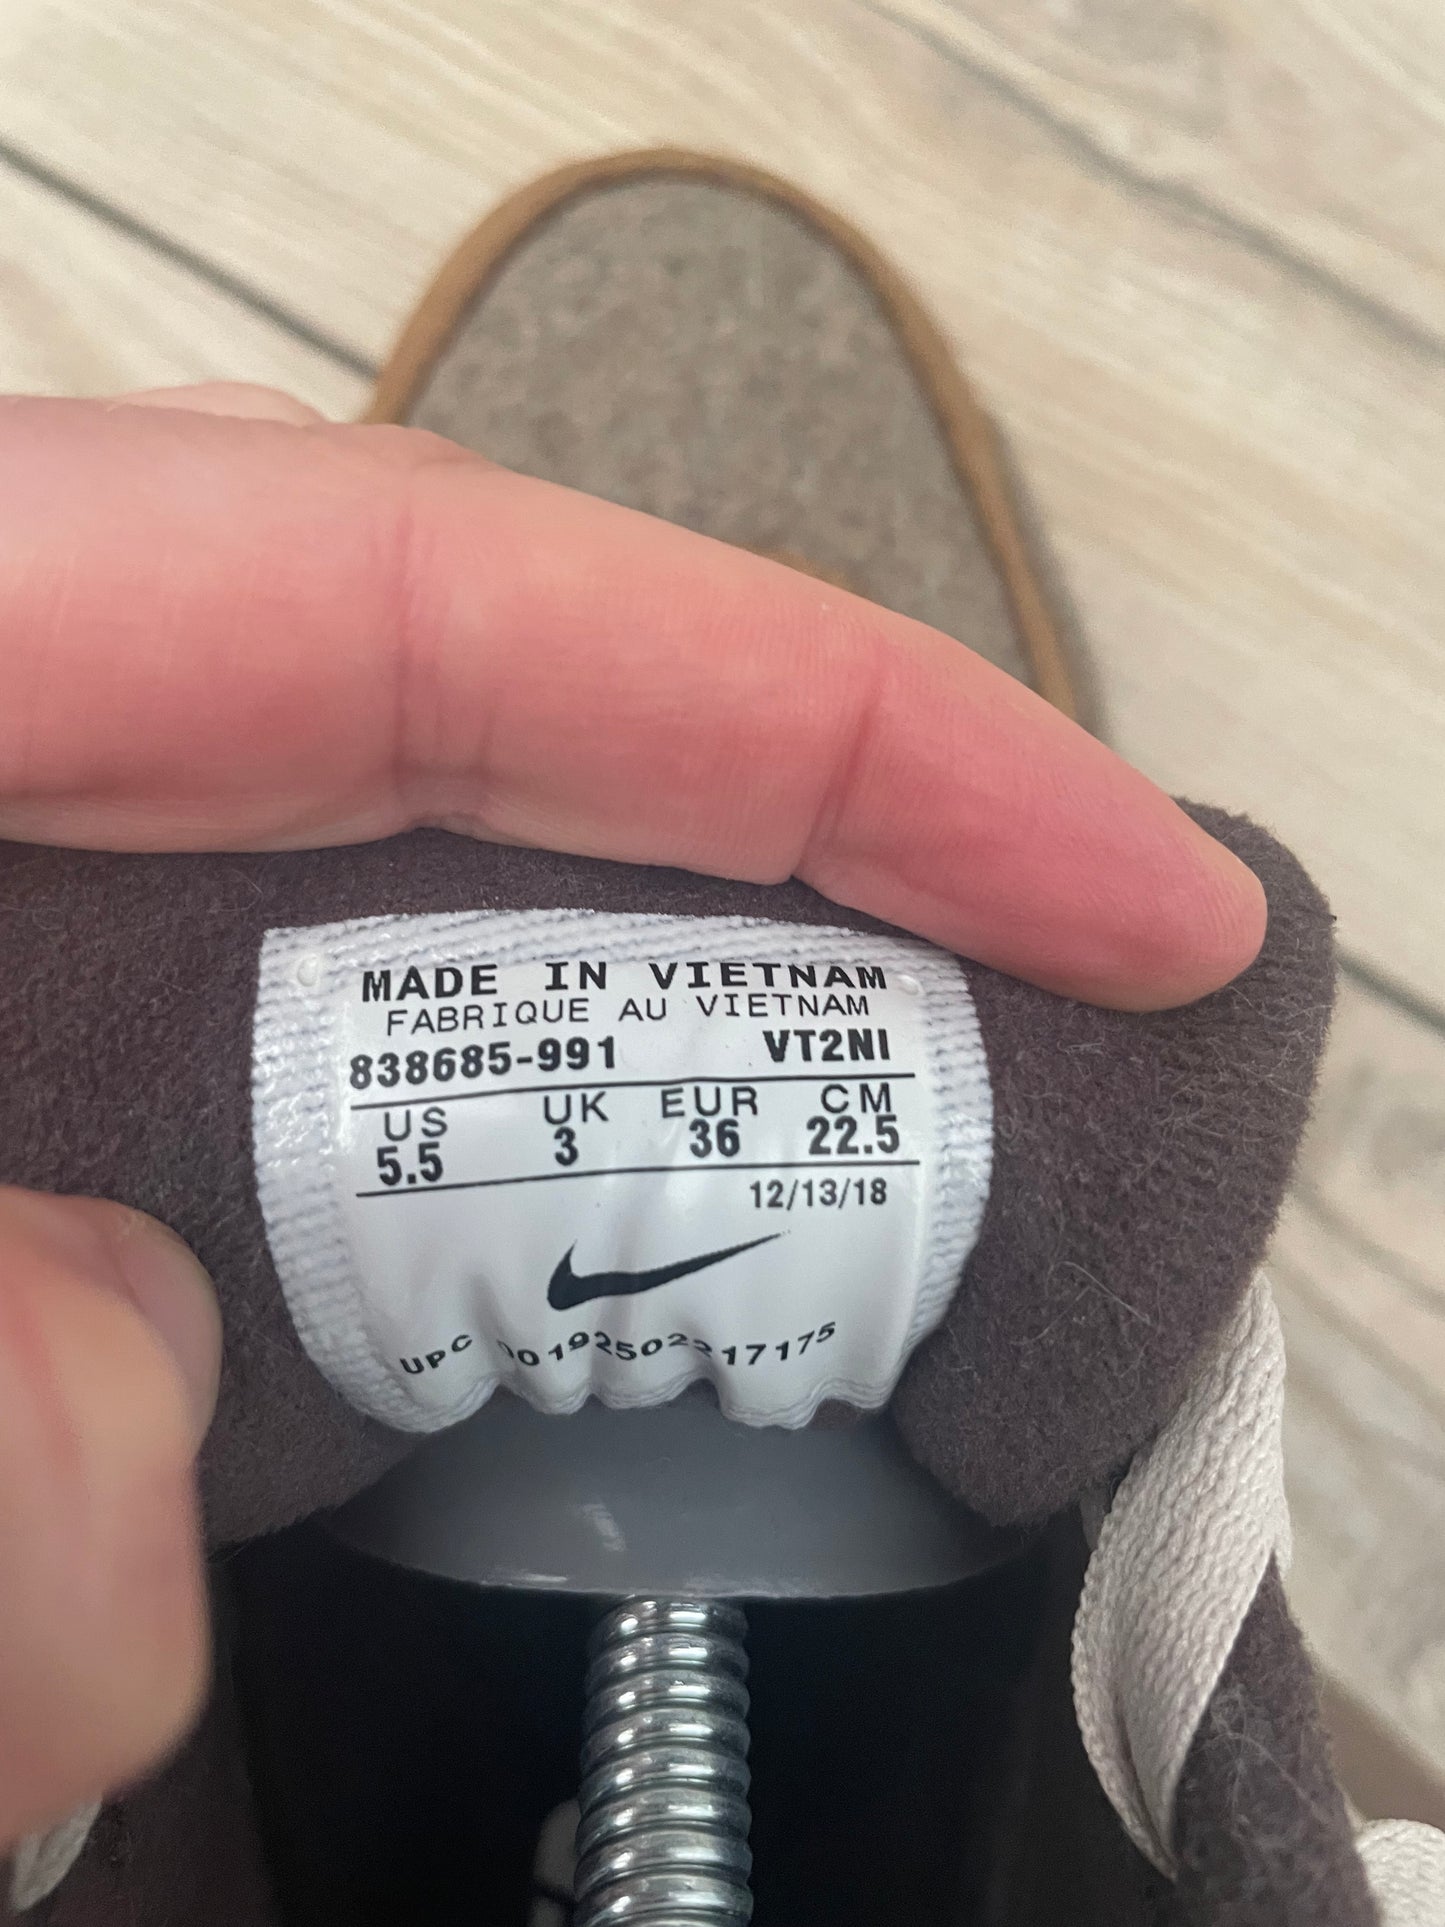 MADE IN VIETNAM
FABRIQUE AU VIETNAM
838685-991 VT2NI
US UK EUR CM
5.5 3 36 22.5
12/13/18
UPC 00192502217175